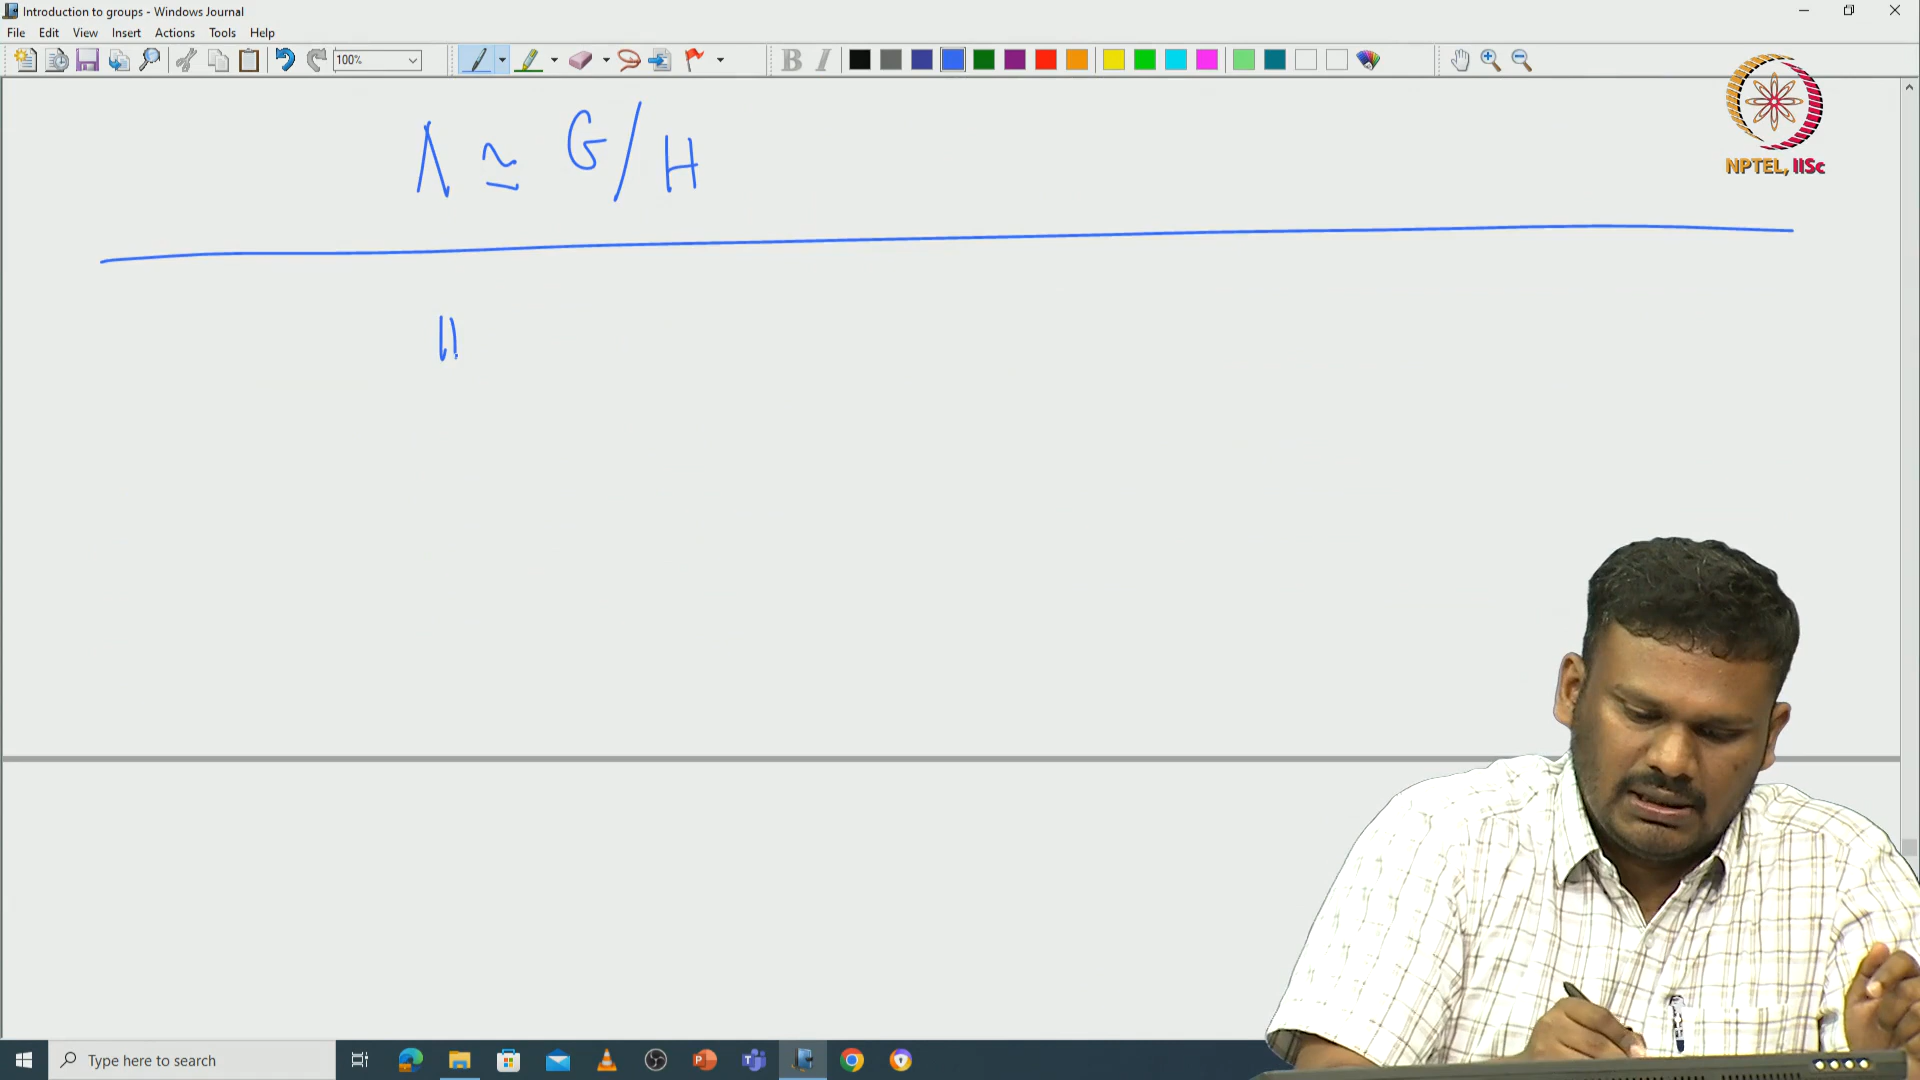 Introduction to groups - Windows Journal
File Edit View Insert Actions Tools Help
100%
B I
NPTEL, IISc
Λ ≃ G/H
Type here to search